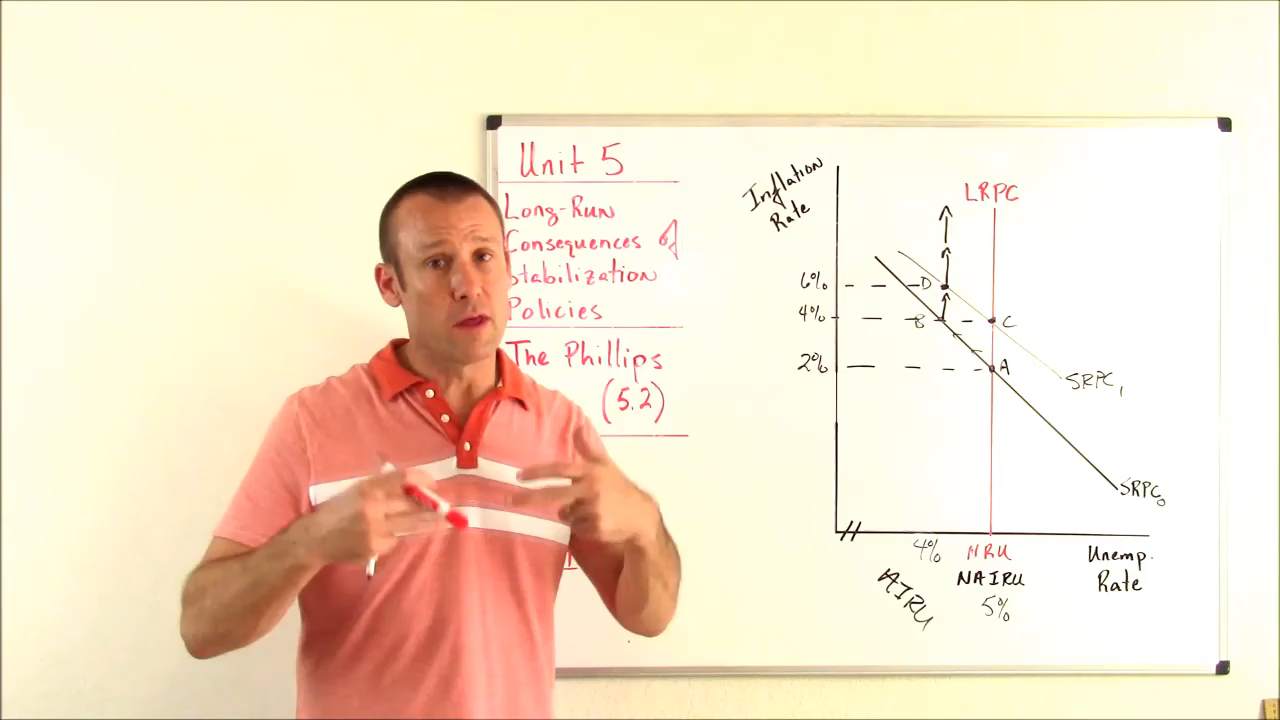 Unit 5
Long-Run
Consequences of
Stabilization
Policies
The Phillips
(5.2)
Inflation
Rate
LRPC
6%
D
4%
B
C
2%
A
SRPC1
SRPC0
4%
NRU
Unemp.
AIRU
NAIRU
Rate
5%